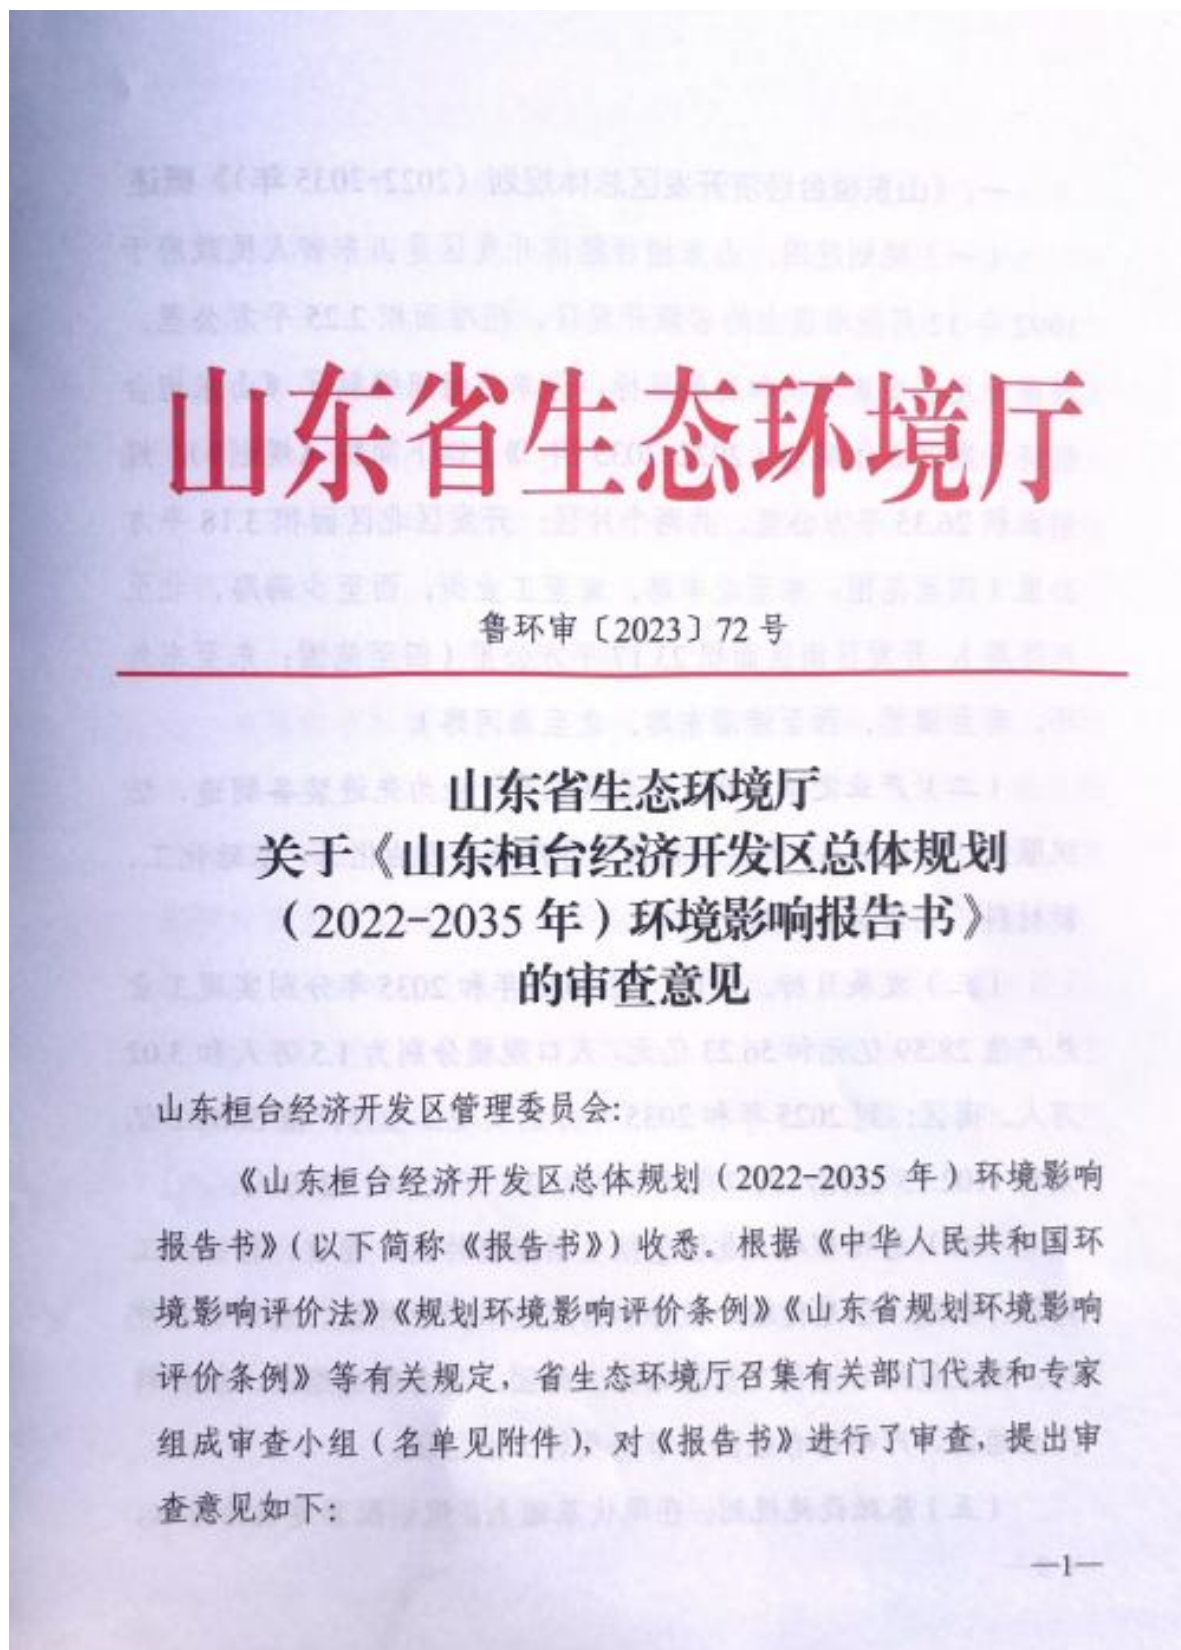 山东省生态环境厅
鲁环审〔2023〕72号
山东省生态环境厅
关于《山东桓台经济开发区总体规划
（2022-2035 年）环境影响报告书》
的审查意见
山东桓台经济开发区管理委员会：
《山东桓台经济开发区总体规划（2022-2035 年）环境影响
报告书》（以下简称《报告书》）收悉。根据《中华人民共和国环
境影响评价法》《规划环境影响评价条例》《山东省规划环境影响
评价条例》等有关规定，省生态环境厅召集有关部门代表和专家
组成审查小组（名单见附件），对《报告书》进行了审查，提出审
查意见如下：
—1—